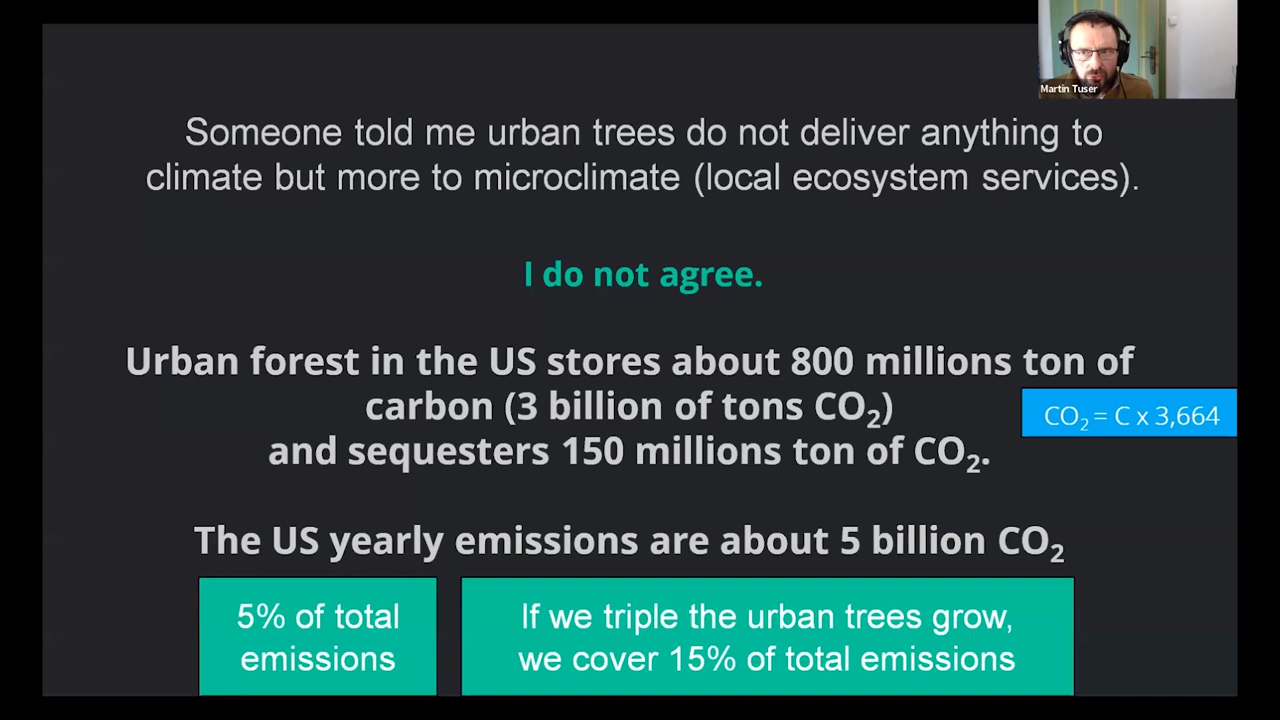 Martin Tuser
Someone told me urban trees do not deliver anything to
climate but more to microclimate (local ecosystem services).
I do not agree.
Urban forest in the US stores about 800 millions ton of
carbon (3 billion of tons CO₂)
and sequesters 150 millions ton of CO₂.
CO₂ = C x 3,664
The US yearly emissions are about 5 billion CO₂
5% of total
emissions
If we triple the urban trees grow,
we cover 15% of total emissions